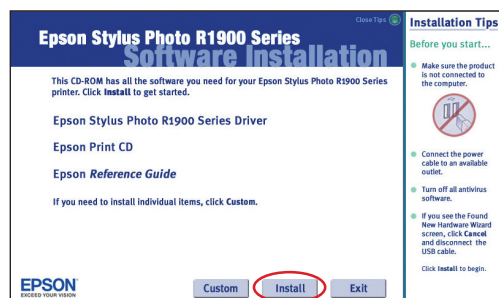 Close Tips
Epson Stylus Photo R1900 Series
Software Installation
This CD-ROM has all the software you need for your Epson Stylus Photo R1900 Series
printer. Click Install to get started.
Epson Stylus Photo R1900 Series Driver
Epson Print CD
Epson Reference Guide
If you need to install individual items, click Custom.
EPSON
EXCEED YOUR VISION
Custom
Install
Exit
Installation Tips
Before you start...
Make sure the product
is not connected to
the computer.
Connect the power
cable to an available
outlet.
Turn off all antivirus
software.
If you see the Found
New Hardware Wizard
screen, click Cancel
and disconnect the
USB cable.
Click Install to begin.